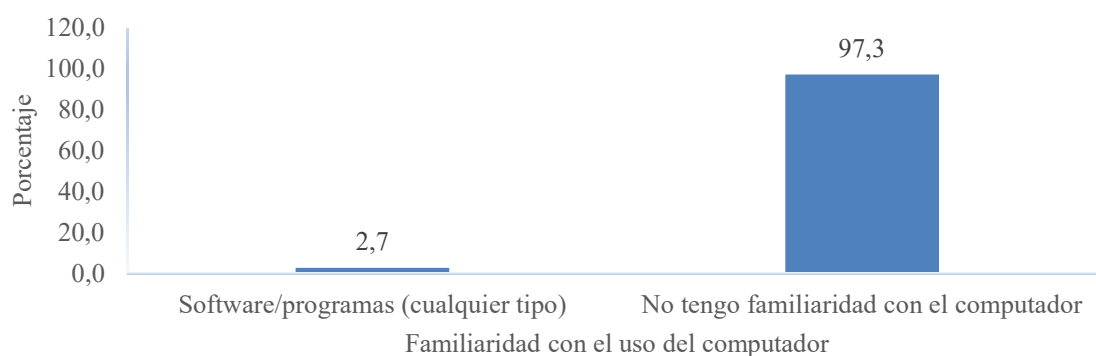 120,0
100,0
80,0
60,0
40,0
20,0
0,0
Porcentaje
97,3
2,7
Software/programas (cualquier tipo)
No tengo familiaridad con el computador
Familiaridad con el uso del computador